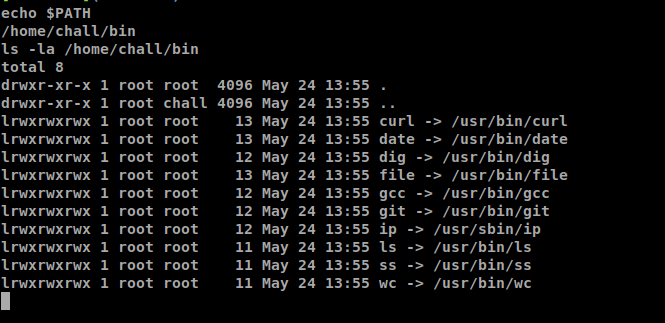 echo $PATH
/home/chall/bin
ls -la /home/chall/bin
total 8
drwxr-xr-x 1 root root  4096 May 24 13:55 .
drwxr-xr-x 1 root chall 4096 May 24 13:55 ..
lrwxrwxrwx 1 root root    13 May 24 13:55 curl -> /usr/bin/curl
lrwxrwxrwx 1 root root    13 May 24 13:55 date -> /usr/bin/date
lrwxrwxrwx 1 root root    12 May 24 13:55 dig -> /usr/bin/dig
lrwxrwxrwx 1 root root    13 May 24 13:55 file -> /usr/bin/file
lrwxrwxrwx 1 root root    12 May 24 13:55 gcc -> /usr/bin/gcc
lrwxrwxrwx 1 root root    12 May 24 13:55 git -> /usr/bin/git
lrwxrwxrwx 1 root root    12 May 24 13:55 ip -> /usr/sbin/ip
lrwxrwxrwx 1 root root    11 May 24 13:55 ls -> /usr/bin/ls
lrwxrwxrwx 1 root root    11 May 24 13:55 ss -> /usr/bin/ss
lrwxrwxrwx 1 root root    11 May 24 13:55 wc -> /usr/bin/wc